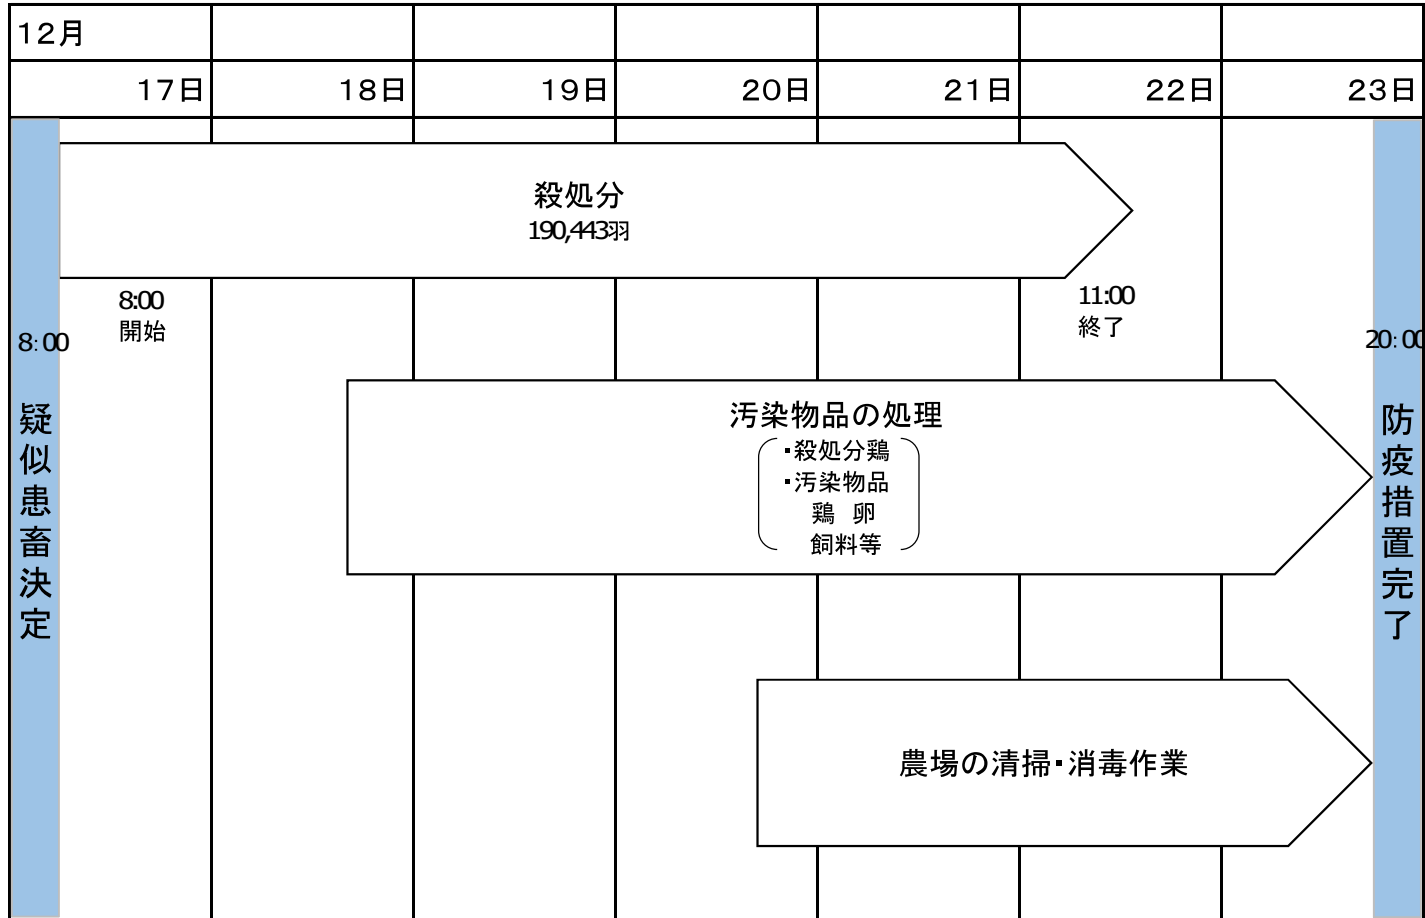 12月
17日 18日 19日 20日 21日 22日 23日
殺処分
190,443羽
8:00
開始
11:00
終了
8:00
疑似患畜決定
20:00
防疫措置完了
汚染物品の処理
・殺処分鶏
・汚染物品
鶏 卵
飼料等
農場の清掃・消毒作業